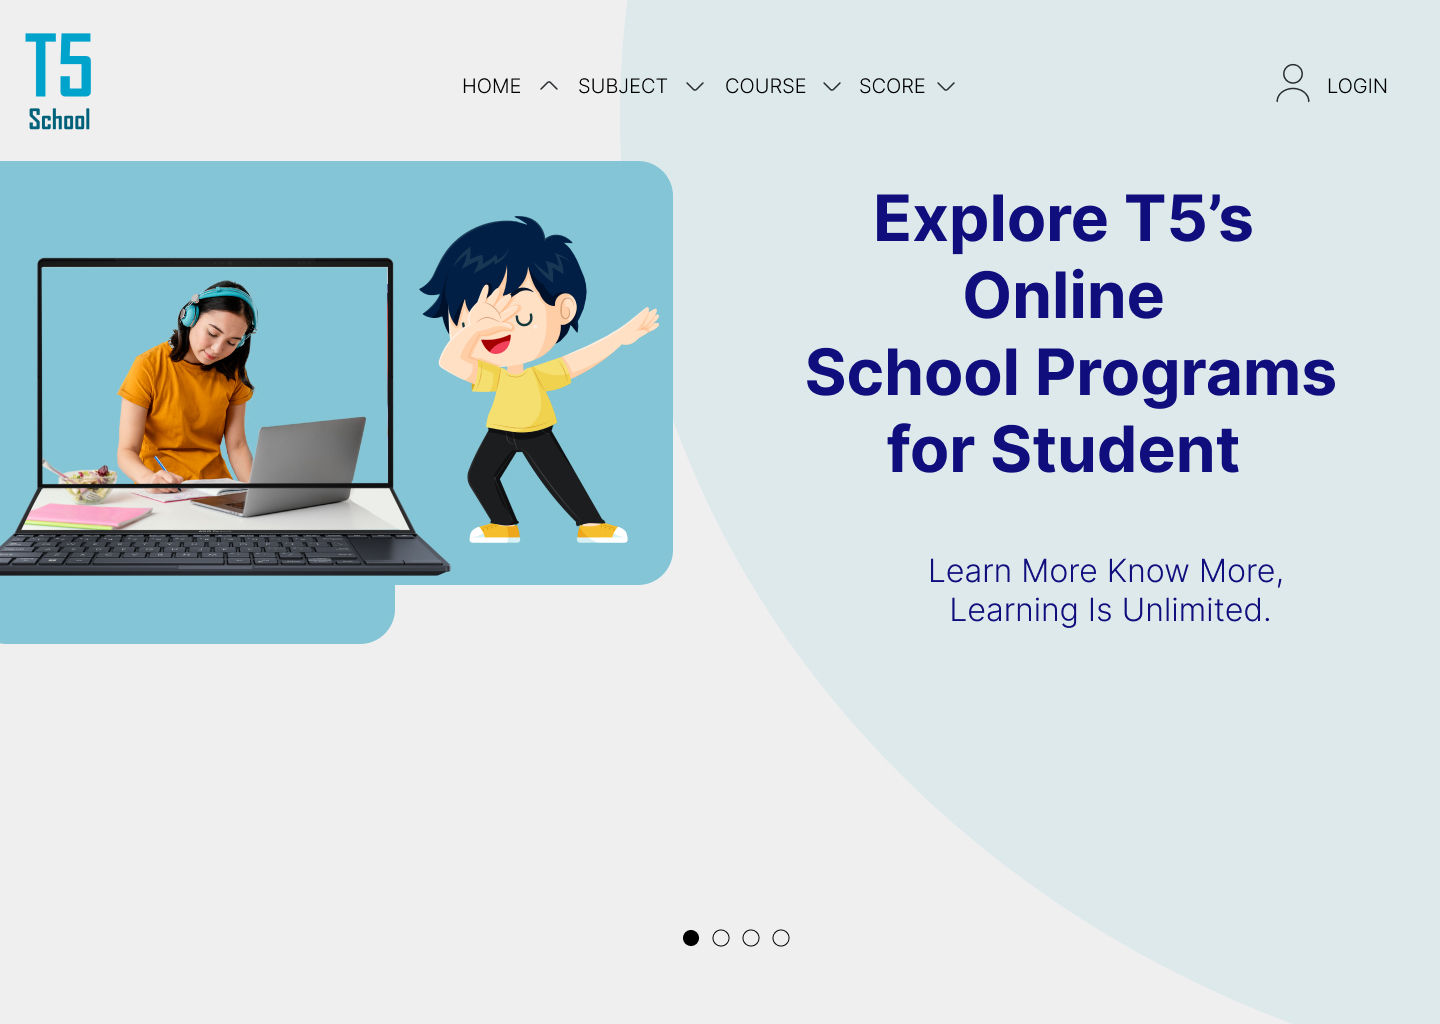 T5
School
HOME SUBJECT COURSE SCORE LOGIN
Explore T5’s
Online
School Programs
for Student
Learn More Know More,
Learning Is Unlimited.